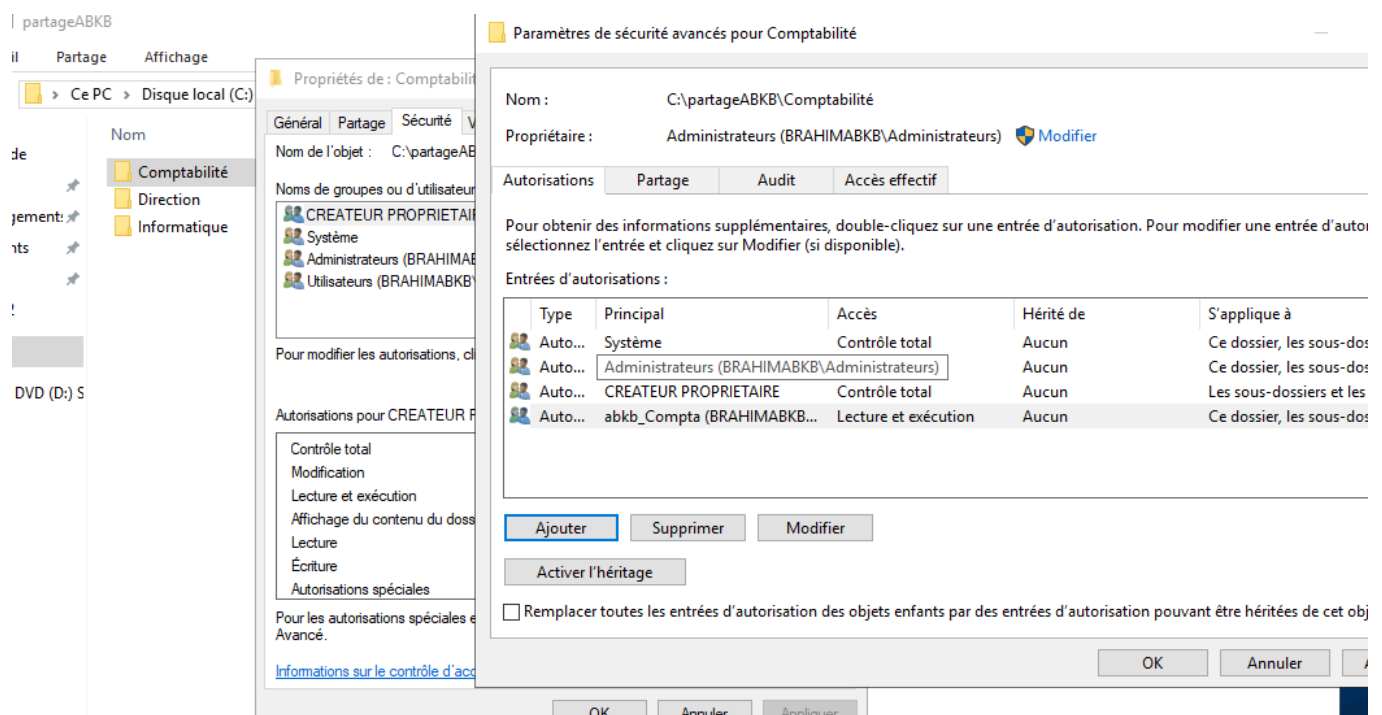 partageABKB
Partage Affichage
> Ce PC > Disque local (C:)
Nom
Comptabilité
Direction
Informatique
DVD (D:) S
Propriétés de : Comptabilit
Général Partage Sécurité
Nom de l'objet : C:\partageAB
Noms de groupes ou d'utilisateur
CREATEUR PROPRIETAI
Système
Administrateurs (BRAHIMAB
Utilisateurs (BRAHIMABKB
Pour modifier les autorisations, cli
Autorisations pour CREATEUR P
Contrôle total
Modification
Lecture et exécution
Affichage du contenu du doss
Lecture
Écriture
Autorisations spéciales
Pour les autorisations spéciales e
Avancé.
Informations sur le contrôle d'acc
OK Annuler Appliquer
Paramètres de sécurité avancés pour Comptabilité
Nom : C:\partageABKB\Comptabilité
Propriétaire : Administrateurs (BRAHIMABKB\Administrateurs) Modifier
Autorisations Partage Audit Accès effectif
Pour obtenir des informations supplémentaires, double-cliquez sur une entrée d'autorisation. Pour modifier une entrée d'autor
sélectionnez l'entrée et cliquez sur Modifier (si disponible).
Entrées d'autorisations :
Type Principal Accès Hérité de S'applique à
Auto... Système Contrôle total Aucun Ce dossier, les sous-dos
Auto... Administrateurs (BRAHIMABKB\Administrateurs) Aucun Ce dossier, les sous-dos
Auto... CREATEUR PROPRIETAIRE Contrôle total Aucun Les sous-dossiers et les
Auto... abkb_Compta (BRAHIMABKB... Lecture et exécution Aucun Ce dossier, les sous-dos
Ajouter Supprimer Modifier
Activer l'héritage
Remplacer toutes les entrées d'autorisation des objets enfants par des entrées d'autorisation pouvant être héritées de cet obj
OK Annuler